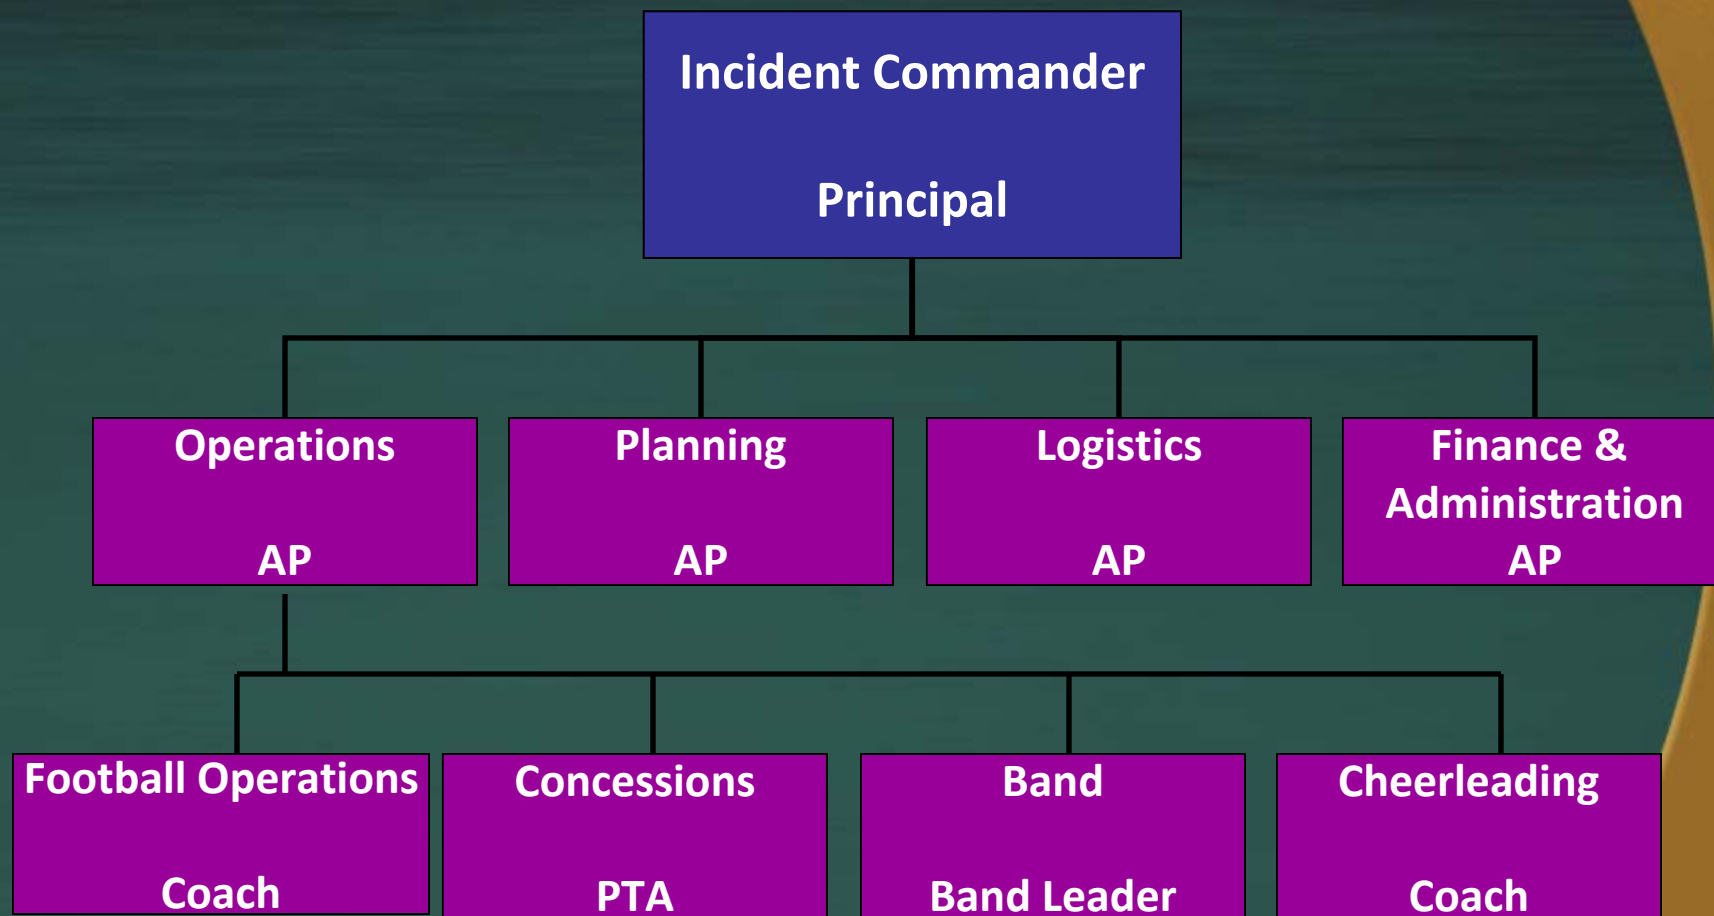 Incident Commander
Principal
Operations
AP
Planning
AP
Logistics
AP
Finance &
Administration
AP
Football Operations
Coach
Concessions
PTA
Band
Band Leader
Cheerleading
Coach